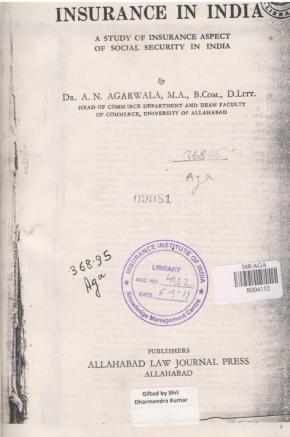 INSURANCE IN INDIA
A STUDY OF INSURANCE ASPECT
OF SOCIAL SECURITY IN INDIA
By
DR. A. N. AGARWALA, M.A., B.COM., D.LITT.
HEAD OF COMMERCE DEPARTMENT AND DEAN FACULTY
OF COMMERCE, UNIVERSITY OF ALLAHABAD
368.95
Aga
09081
368.95
Aga
INSURANCE INSTITUTE OF INDIA
LIBRARY
ACC. NO. 4152
DATE
Knowledge Management Centre
368/AGA
B004152
PUBLISHERS
ALLAHABAD LAW JOURNAL PRESS
ALLAHABAD
Gifted by Shri
Dharmendra Kumar